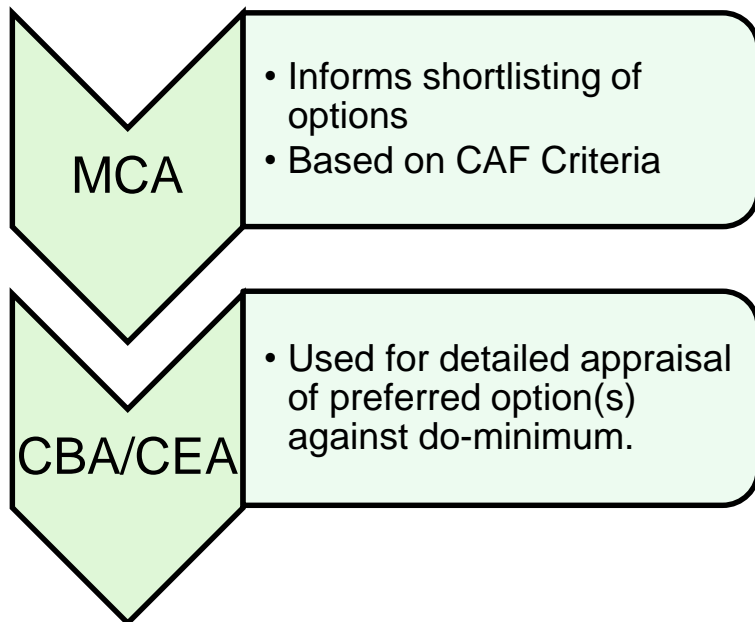 MCA
• Informs shortlisting of
options
• Based on CAF Criteria
CBA/CEA
• Used for detailed appraisal
of preferred option(s)
against do-minimum.